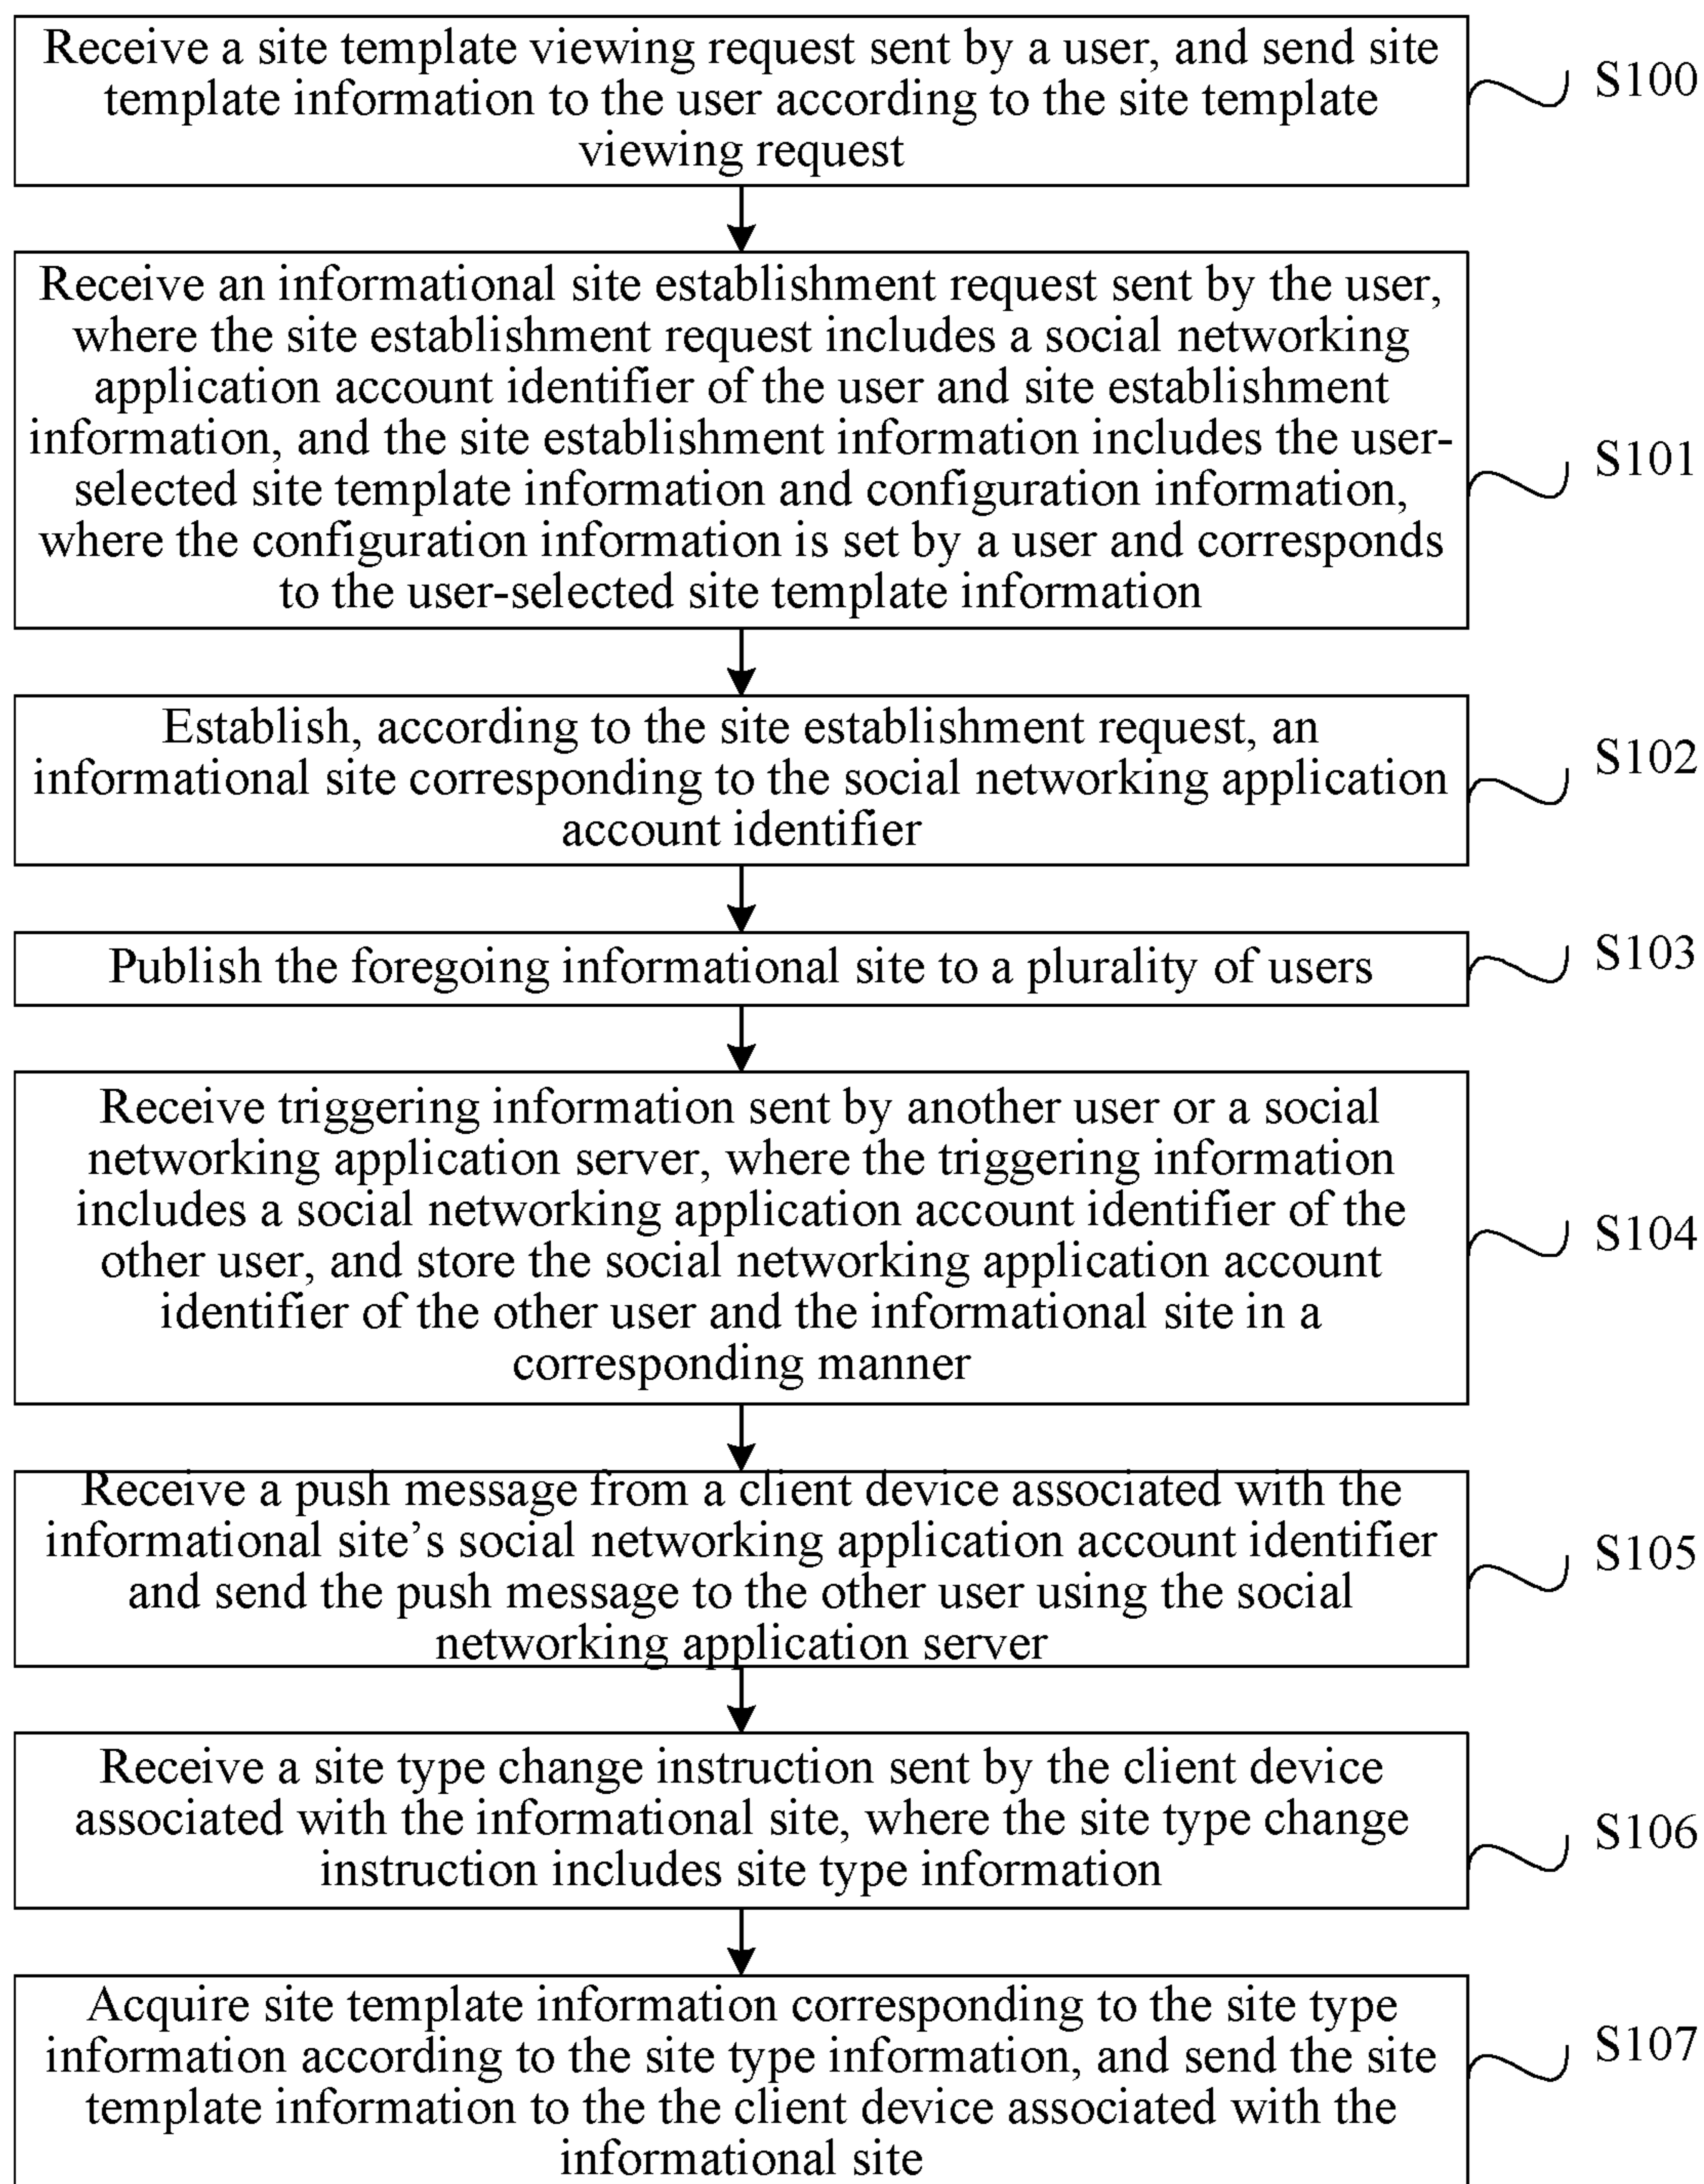 Receive a site template viewing request sent by a user, and send site
template information to the user according to the site template
viewing request
S100
Receive an informational site establishment request sent by the user,
where the site establishment request includes a social networking
application account identifier of the user and site establishment
information, and the site establishment information includes the user-
selected site template information and configuration information,
where the configuration information is set by a user and corresponds
to the user-selected site template information
S101
Establish, according to the site establishment request, an
informational site corresponding to the social networking application
account identifier
S102
Publish the foregoing informational site to a plurality of users
S103
Receive triggering information sent by another user or a social
networking application server, where the triggering information
includes a social networking application account identifier of the
other user, and store the social networking application account
identifier of the other user and the informational site in a
corresponding manner
S104
Receive a push message from a client device associated with the
informational site’s social networking application account identifier
and send the push message to the other user using the social
networking application server
S105
Receive a site type change instruction sent by the client device
associated with the informational site, where the site type change
instruction includes site type information
S106
Acquire site template information corresponding to the site type
information according to the site type information, and send the site
template information to the the client device associated with the
informational site
S107